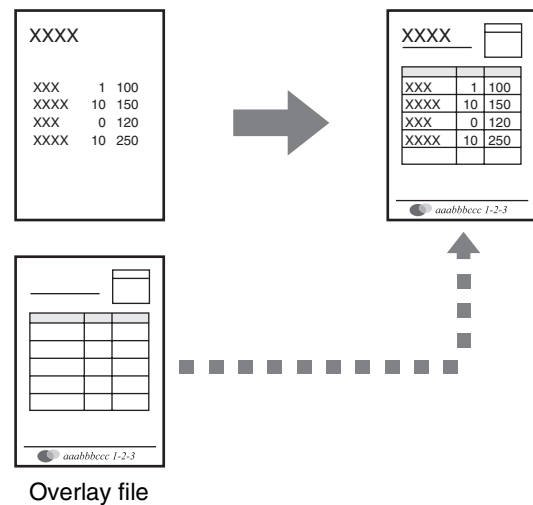 XXXX
XXX 1 100
XXXX 10 150
XXX 0 120
XXXX 10 250
XXXX
XXX 1 100
XXXX 10 150
XXX 0 120
XXXX 10 250
aaabbbccc 1-2-3
aaabbbccc 1-2-3
Overlay file